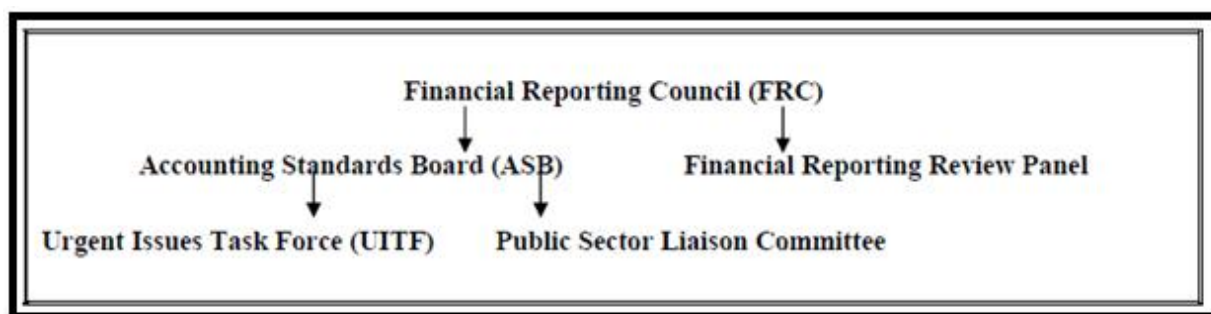 Financial Reporting Council (FRC)
Accounting Standards Board (ASB) Financial Reporting Review Panel
Urgent Issues Task Force (UITF) Public Sector Liaison Committee